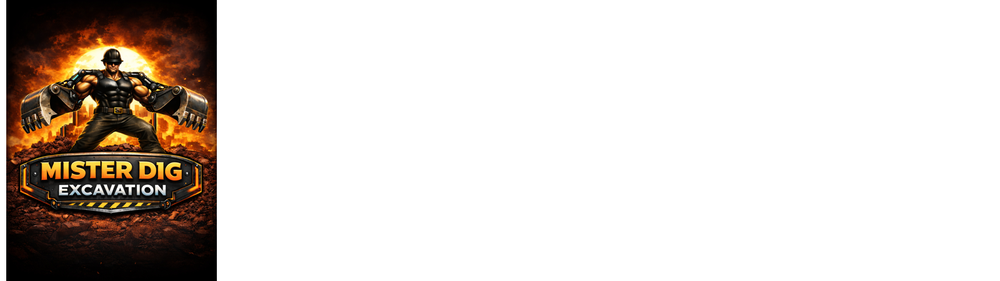 MISTER DIG
EXCAVATION